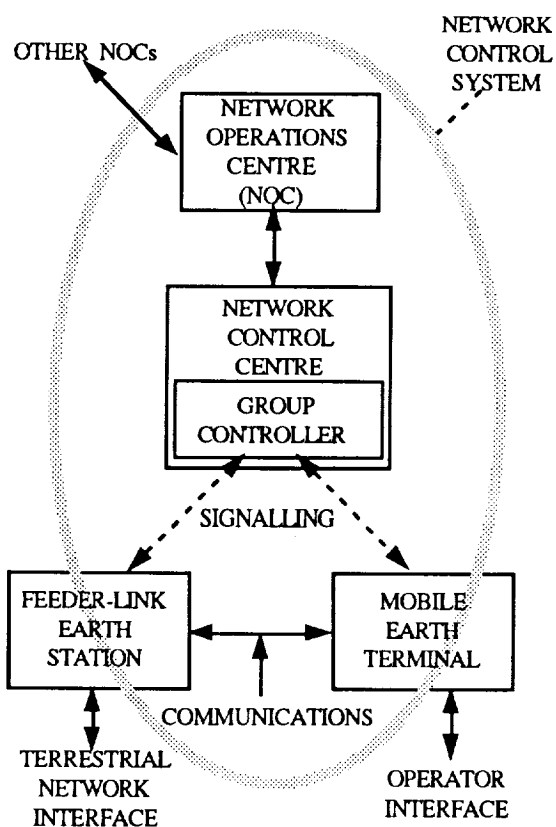 OTHER NOCs
NETWORK
CONTROL
SYSTEM
NETWORK
OPERATIONS
CENTRE
(NOC)
NETWORK
CONTROL
CENTRE
GROUP
CONTROLLER
SIGNALLING
FEEDER-LINK
EARTH
STATION
MOBILE
EARTH
TERMINAL
COMMUNICATIONS
TERRESTRIAL
NETWORK
INTERFACE
OPERATOR
INTERFACE